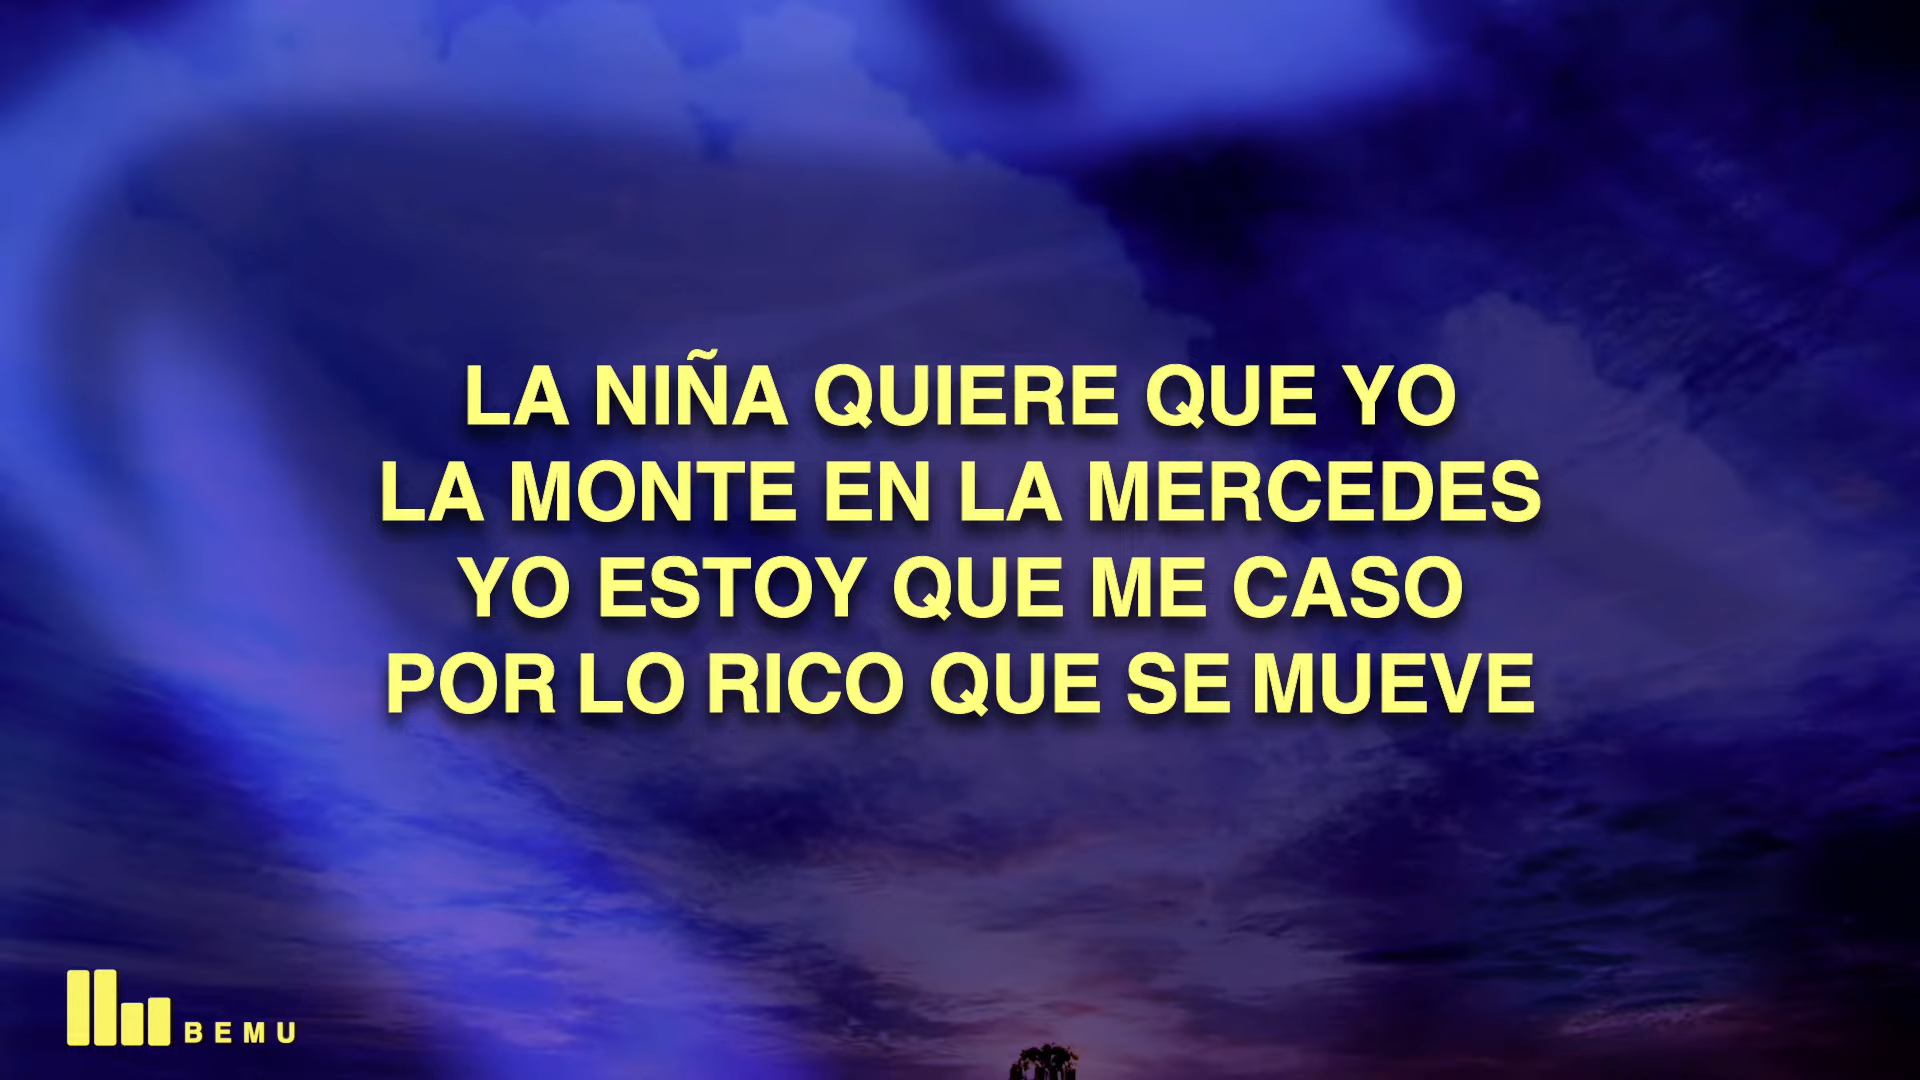 LA NIÑA QUIERE QUE YO
LA MONTE EN LA MERCEDES
YO ESTOY QUE ME CASO
POR LO RICO QUE SE MUEVE
BEMU